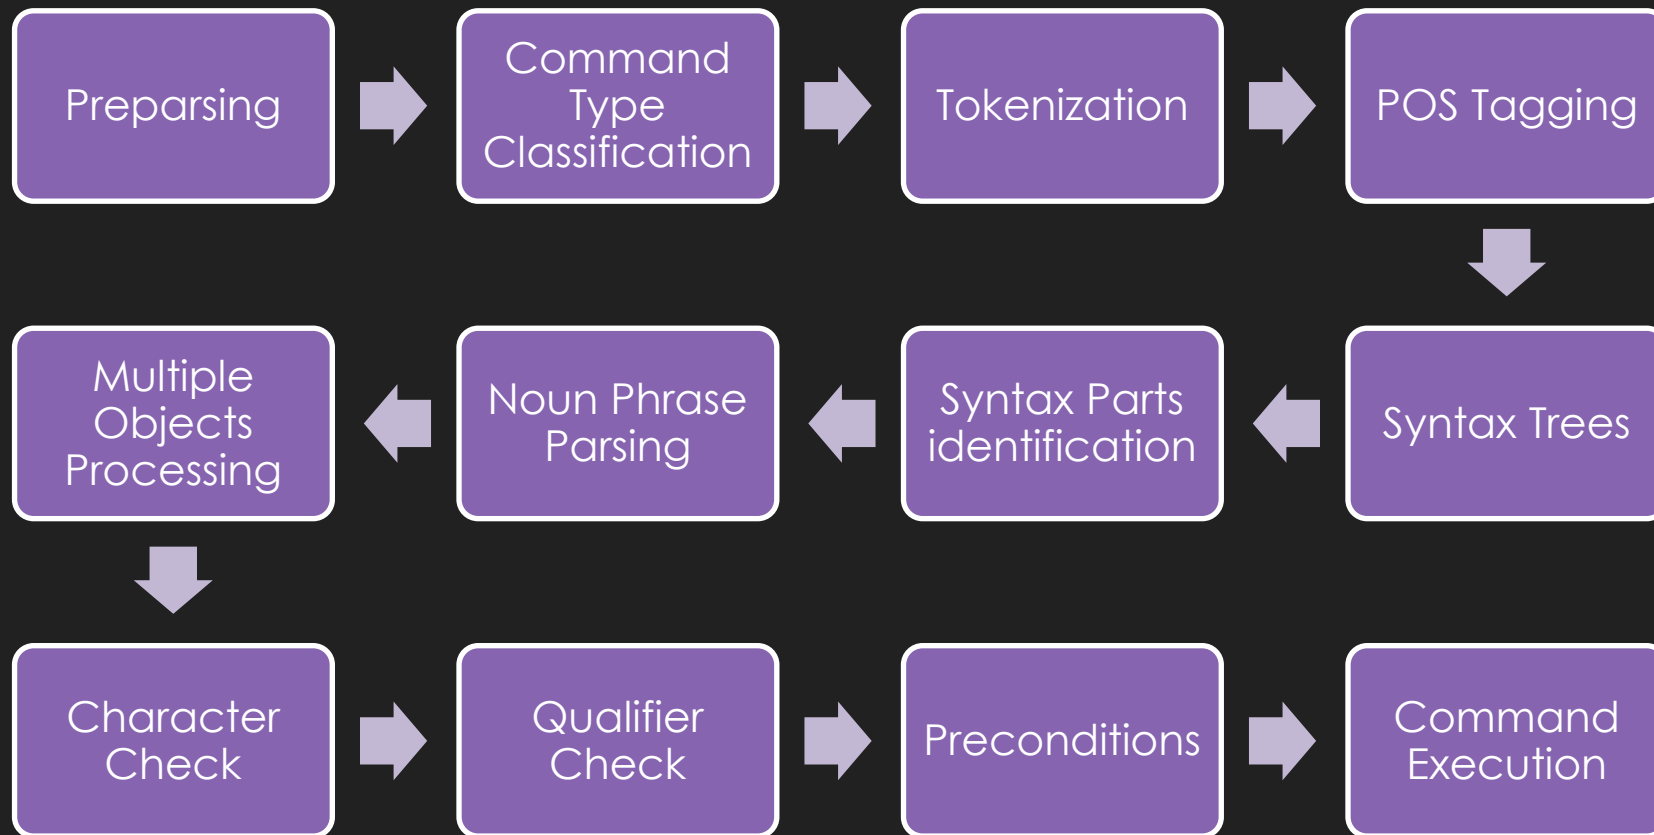 Preparsing
Command
Type
Classification
Tokenization
POS Tagging
Syntax Trees
Syntax Parts
identification
Noun Phrase
Parsing
Multiple
Objects
Processing
Character
Check
Qualifier
Check
Preconditions
Command
Execution